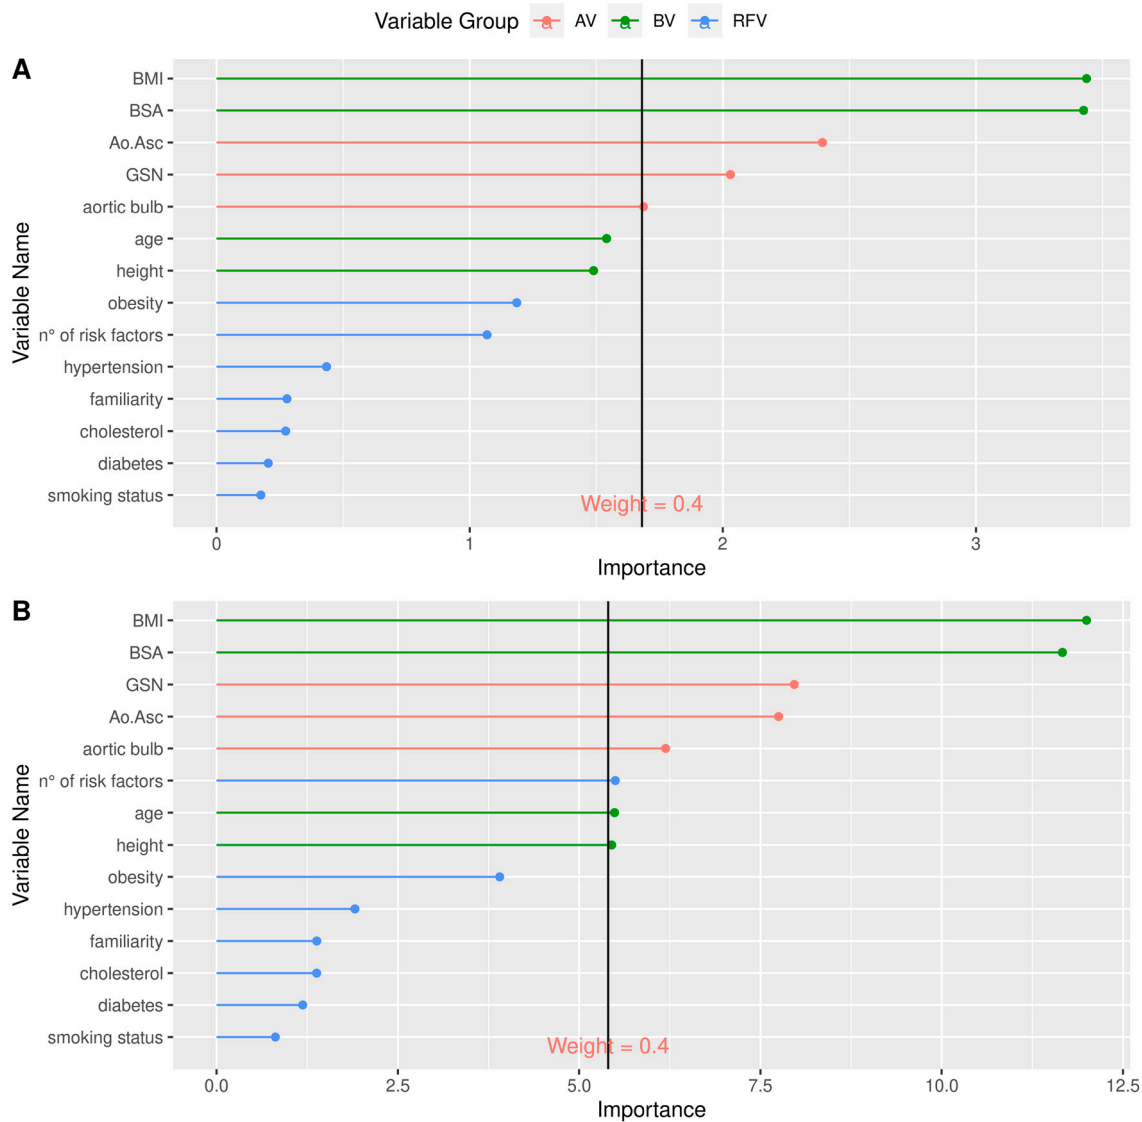 Variable Group a AV a BV a RFV
A
Variable Name
BMI
BSA
Ao.Asc
GSN
aortic bulb
age
height
obesity
n° of risk factors
hypertension
familiarity
cholesterol
diabetes
smoking status
Weight = 0.4
0 1 2 3
Importance
B
Variable Name
BMI
BSA
GSN
Ao.Asc
aortic bulb
n° of risk factors
age
height
obesity
hypertension
familiarity
cholesterol
diabetes
smoking status
Weight = 0.4
0.0 2.5 5.0 7.5 10.0 12.5
Importance